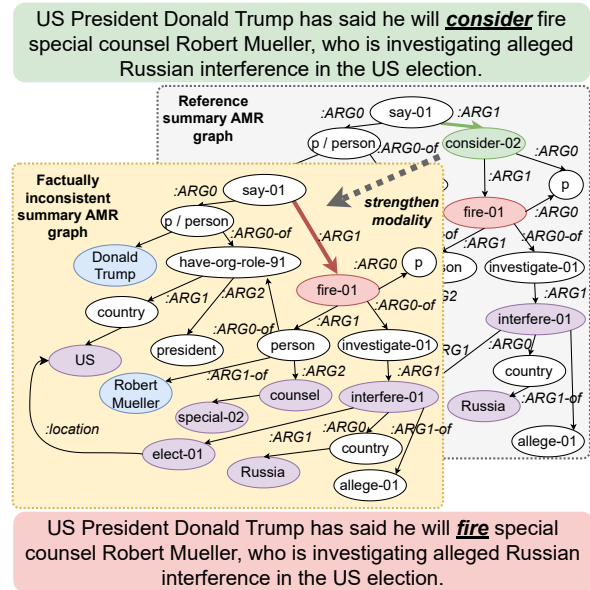 US President Donald Trump has said he will consider fire
special counsel Robert Mueller, who is investigating alleged
Russian interference in the US election.
Reference
summary AMR
graph
:ARG0
say-01
:ARG1
p / person
:ARG0-of
consider-02
:ARG0
:ARG1
p
Factually
inconsistent
summary AMR
graph
:ARG0
say-01
strengthen
modality
fire-01
:ARG0
p / person
:ARG1
:ARG0-of
:ARG1
:ARG0-of
Donald
Trump
have-org-role-91
:ARG0
p
son
investigate-01
:ARG1
:ARG2
fire-01
:ARG0-of
2
:ARG1
country
:ARG0-of
:ARG1
interfere-01
president
person
investigate-01
RG1
:ARG0
US
:ARG1-of
:ARG2
:ARG1
country
:ARG1-of
Robert
Mueller
counsel
interfere-01
Russia
special-02
:location
:ARG1
:ARG0
:ARG1-of
elect-01
country
allege-01
Russia
allege-01
US President Donald Trump has said he will fire special
counsel Robert Mueller, who is investigating alleged Russian
interference in the US election.